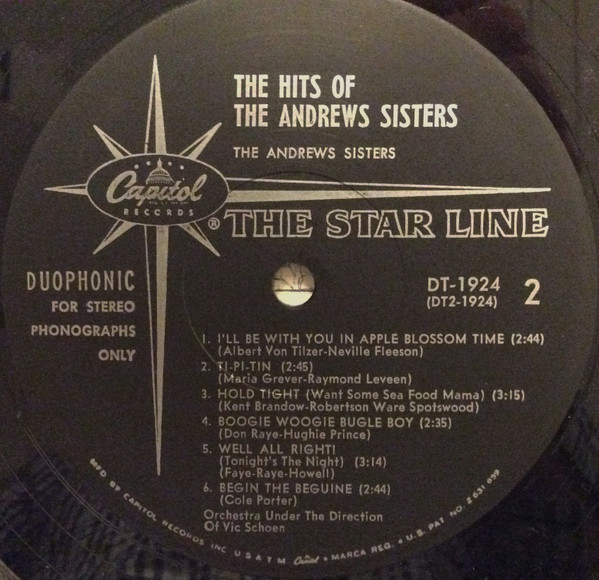 THE HITS OF
THE ANDREWS SISTERS
THE ANDREWS SISTERS
Capitol
RECORDS
®
THE STAR LINE
DUOPHONIC
FOR STEREO
PHONOGRAPHS
ONLY
DT-1924
(DT2-1924)
2
1. I'LL BE WITH YOU IN APPLE BLOSSOM TIME (2:44)
(Albert Von Tilzer-Neville Fleeson)
2. TI-PI-TIN (2:45)
(Maria Grever-Raymond Leveen)
3. HOLD TIGHT (Want Some Sea Food Mama) (3:15)
(Kent Brandow-Robertson Ware Spotswood)
4. BOOGIE WOOGIE BUGLE BOY (2:35)
(Don Raye-Hughie Prince)
5. WELL ALL RIGHT!
(Tonight's The Night) (3:14)
(Faye-Raye-Howell)
6. BEGIN THE BEGUINE (2:44)
(Cole Porter)
Orchestra Under The Direction
Of Vic Schoen
MFD BY CAPITOL RECORDS INC U S A T M Capitol • MARCA REG. • U.S. PAT NO. 2 631 859